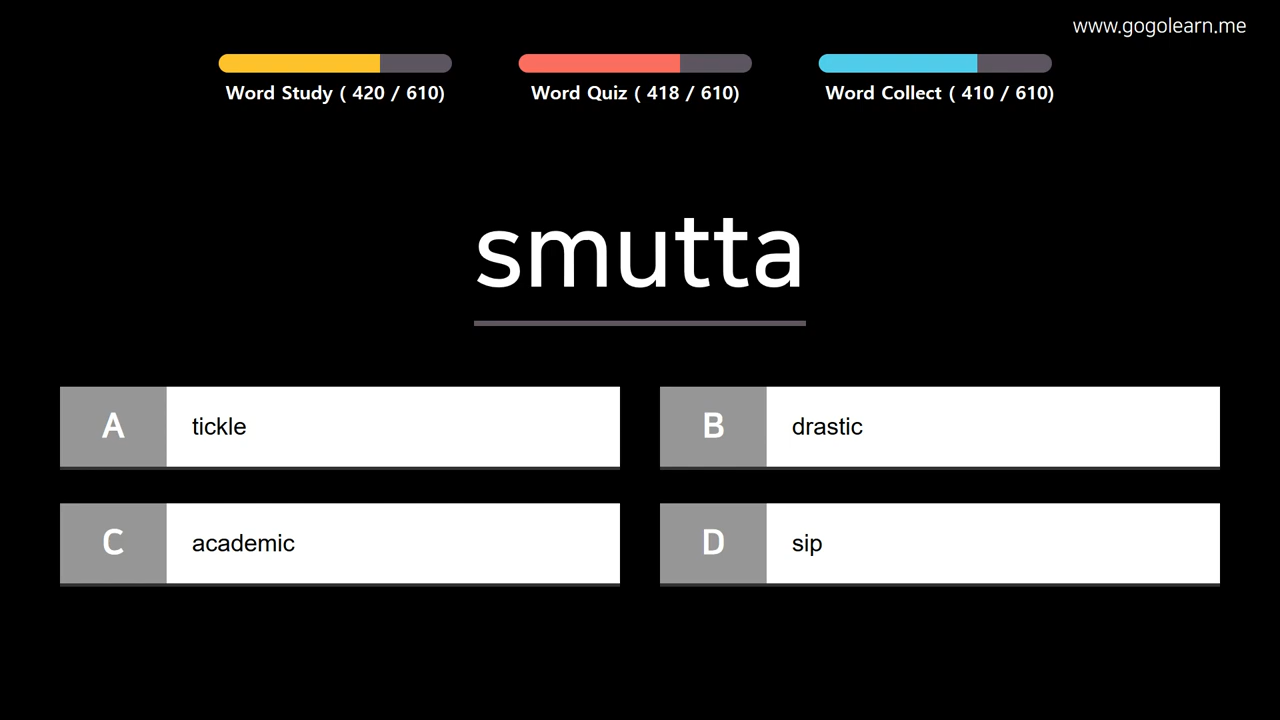 www.gogolearn.me
Word Study ( 420 / 610)
Word Quiz ( 418 / 610)
Word Collect ( 410 / 610)
smutta
A tickle
B drastic
C academic
D sip